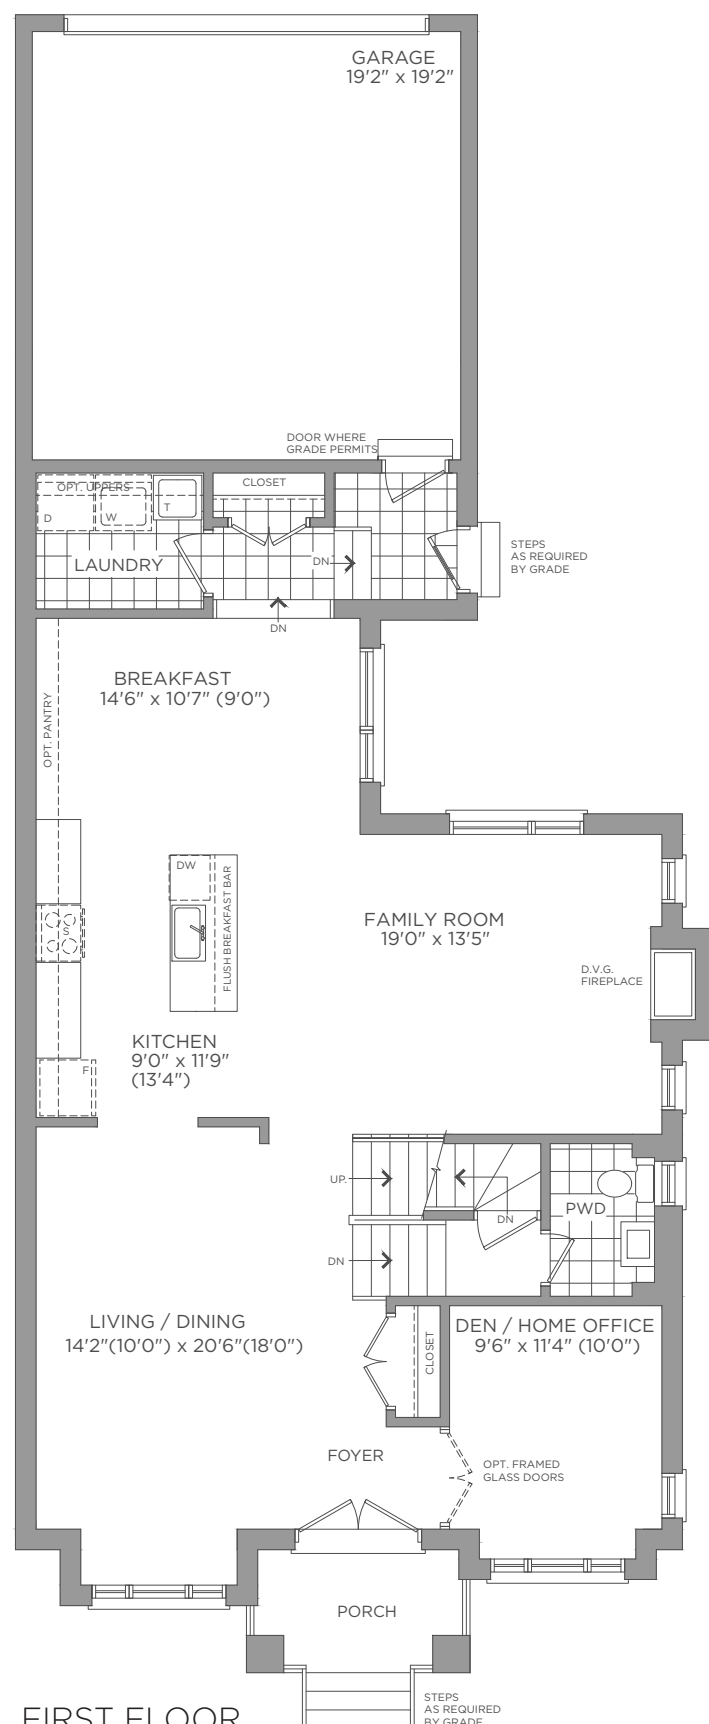 GARAGE
19'2" x 19'2"
DOOR WHERE
GRADE PERMITS
OPT. UPPERS
D
W
T
CLOSET
LAUNDRY
DN
STEPS
AS REQUIRED
BY GRADE
DN
BREAKFAST
14'6" x 10'7" (9'0")
OPT. PANTRY
DW
FLUSH BREAKFAST BAR
S
FAMILY ROOM
19'0" x 13'5"
D.V.G.
FIREPLACE
KITCHEN
9'0" x 11'9"
(13'4")
F
UP.
DN
PWD
DN
LIVING / DINING
14'2"(10'0") x 20'6"(18'0")
CLOSET
DEN / HOME OFFICE
9'6" x 11'4" (10'0")
FOYER
OPT. FRAMED
GLASS DOORS
PORCH
STEPS
AS REQUIRED
BY GRADE
FIRST FLOOR